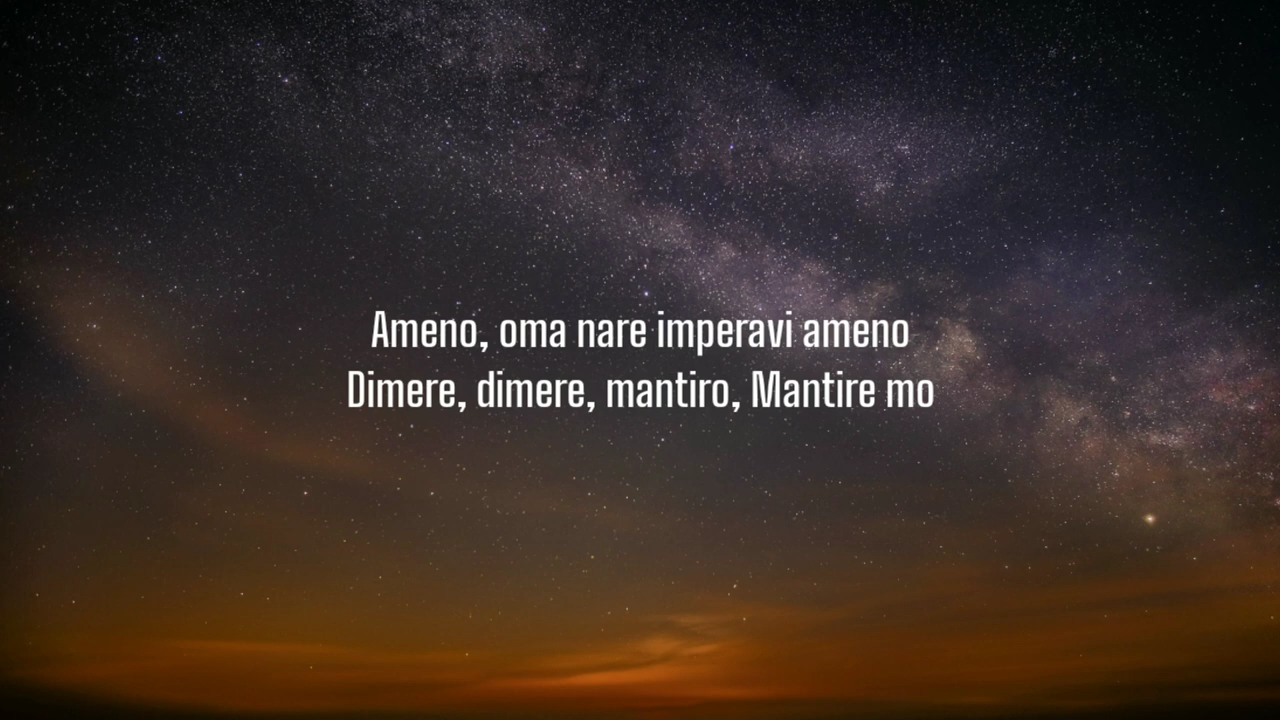 Ameno, oma nare imperavi ameno
Dimere, dimere, mantiro, Mantire mo